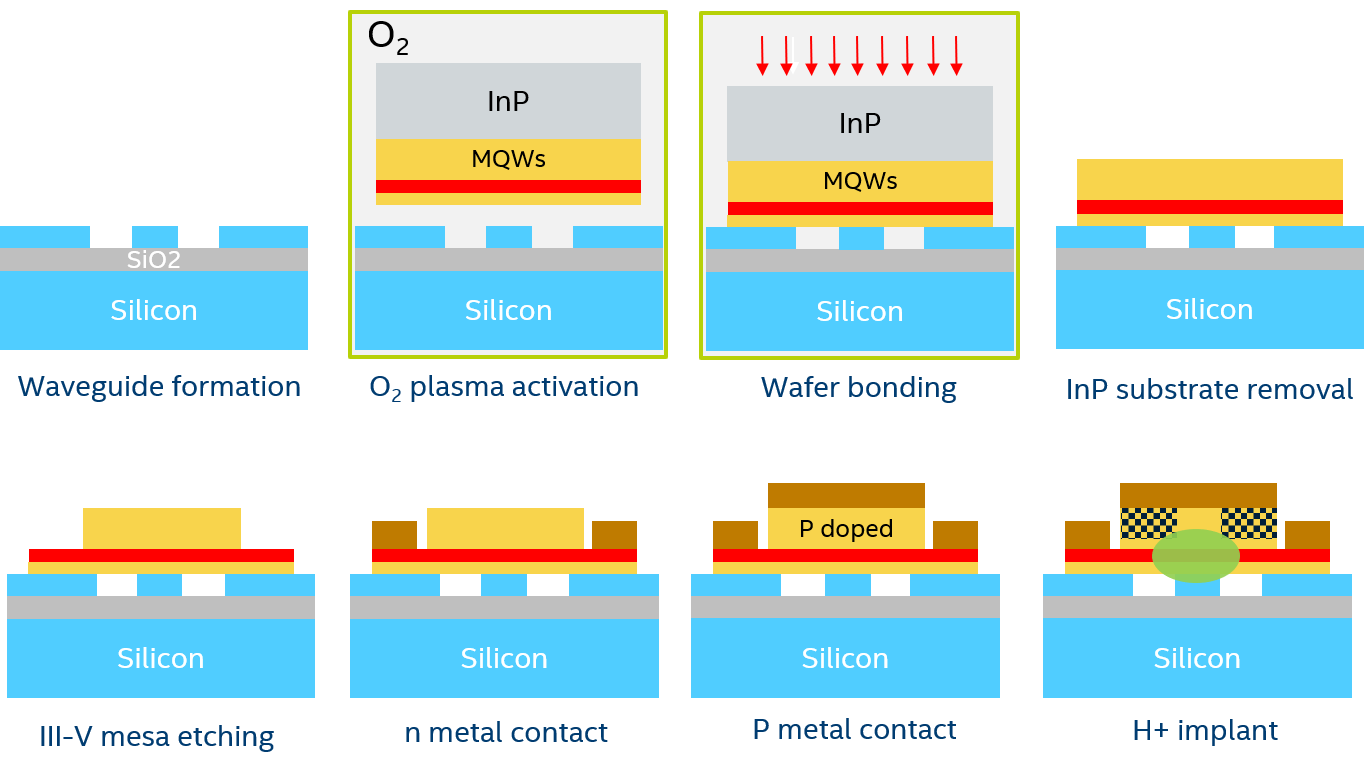 O₂
InP
MQWs
InP
MQWs
SiO2
Silicon
Silicon
Silicon
Silicon
Waveguide formation
O₂ plasma activation
Wafer bonding
InP substrate removal
P doped
Silicon
Silicon
Silicon
Silicon
III-V mesa etching
n metal contact
P metal contact
H+ implant